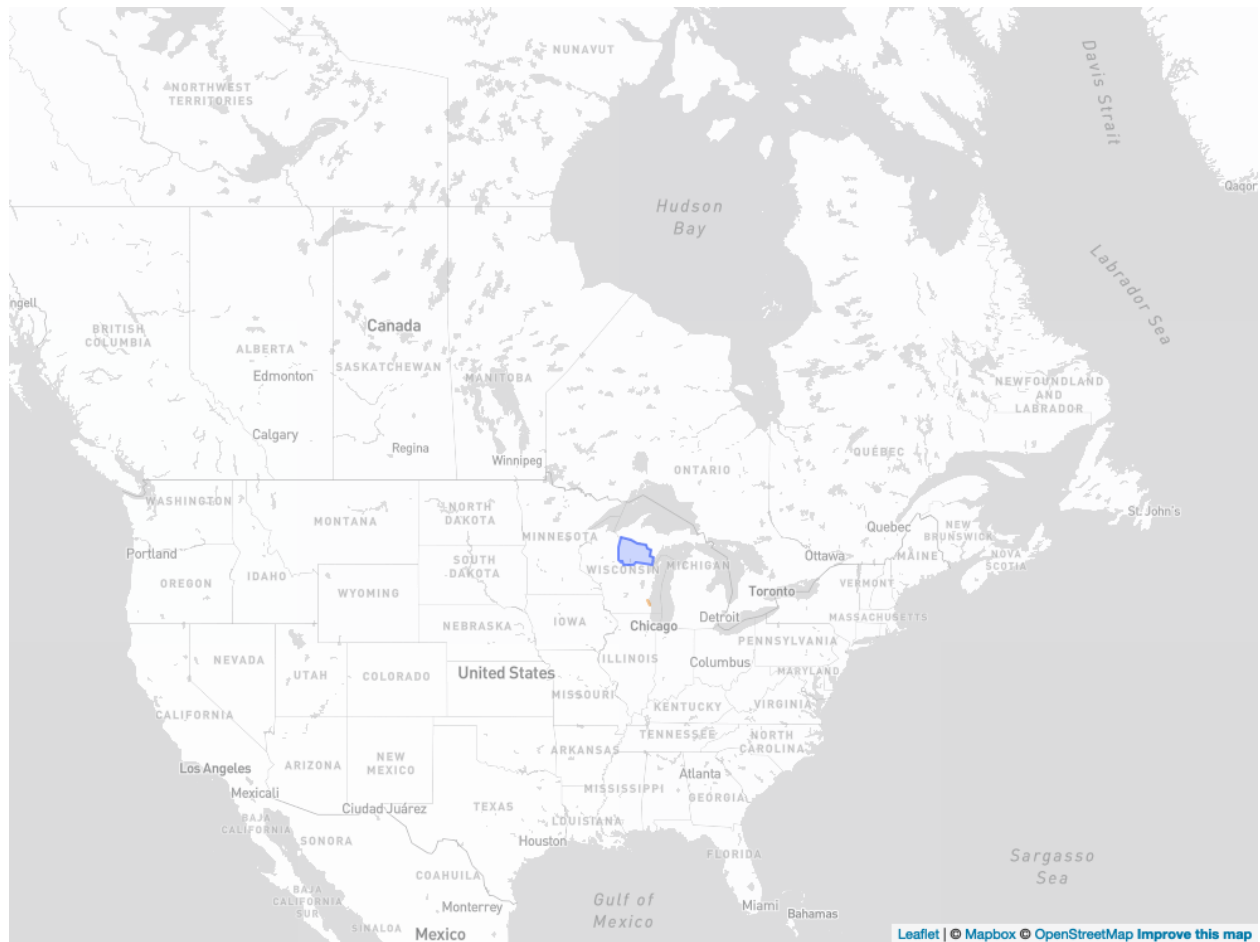 NUNAVUT
NORTHWEST
TERRITORIES
Davis Strait
Qaqor
Hudson
Bay
Labrador Sea
ngell
BRITISH
COLUMBIA
Canada
ALBERTA
SASKATCHEWAN
Edmonton
MANITOBA
NEWFOUNDLAND
AND
LABRADOR
Calgary
Regina
Winnipeg
ONTARIO
QUÉBEC
WASHINGTON
MONTANA
NORTH
DAKOTA
MINNESOTA
Quebec
NEW
BRUNSWICK
St. John's
Portland
OREGON
IDAHO
SOUTH
DAKOTA
WISCONSIN
MICHIGAN
Ottawa
MAINE
NOVA
SCOTIA
WYOMING
Toronto
VERMONT
NEBRASKA
IOWA
Chicago
Detroit
MASSACHUSETTS
NEVADA
UTAH
COLORADO
United States
ILLINOIS
Columbus
PENNSYLVANIA
MARYLAND
CALIFORNIA
MISSOURI
KENTUCKY
VIRGINIA
TENNESSEE
NORTH
CAROLINA
Los Angeles
ARIZONA
NEW
MEXICO
ARKANSAS
Atlanta
Mexicali
MISSISSIPPI
GEORGIA
BAJA
CALIFORNIA
Ciudad Juárez
TEXAS
LOUISIANA
SONORA
Houston
FLORIDA
COAHUILA
BAJA
CALIFORNIA
SUR
Monterrey
Gulf of
Mexico
Miami
Bahamas
Sargasso
Sea
SINALOA
Mexico
Leaflet | © Mapbox © OpenStreetMap Improve this map